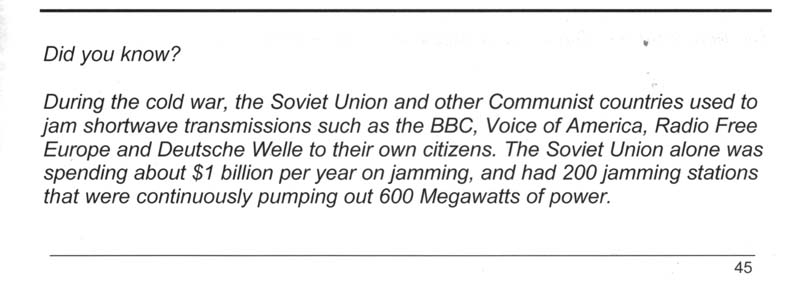 Did you know?
During the cold war, the Soviet Union and other Communist countries used to
jam shortwave transmissions such as the BBC, Voice of America, Radio Free
Europe and Deutsche Welle to their own citizens. The Soviet Union alone was
spending about $1 billion per year on jamming, and had 200 jamming stations
that were continuously pumping out 600 Megawatts of power.
45